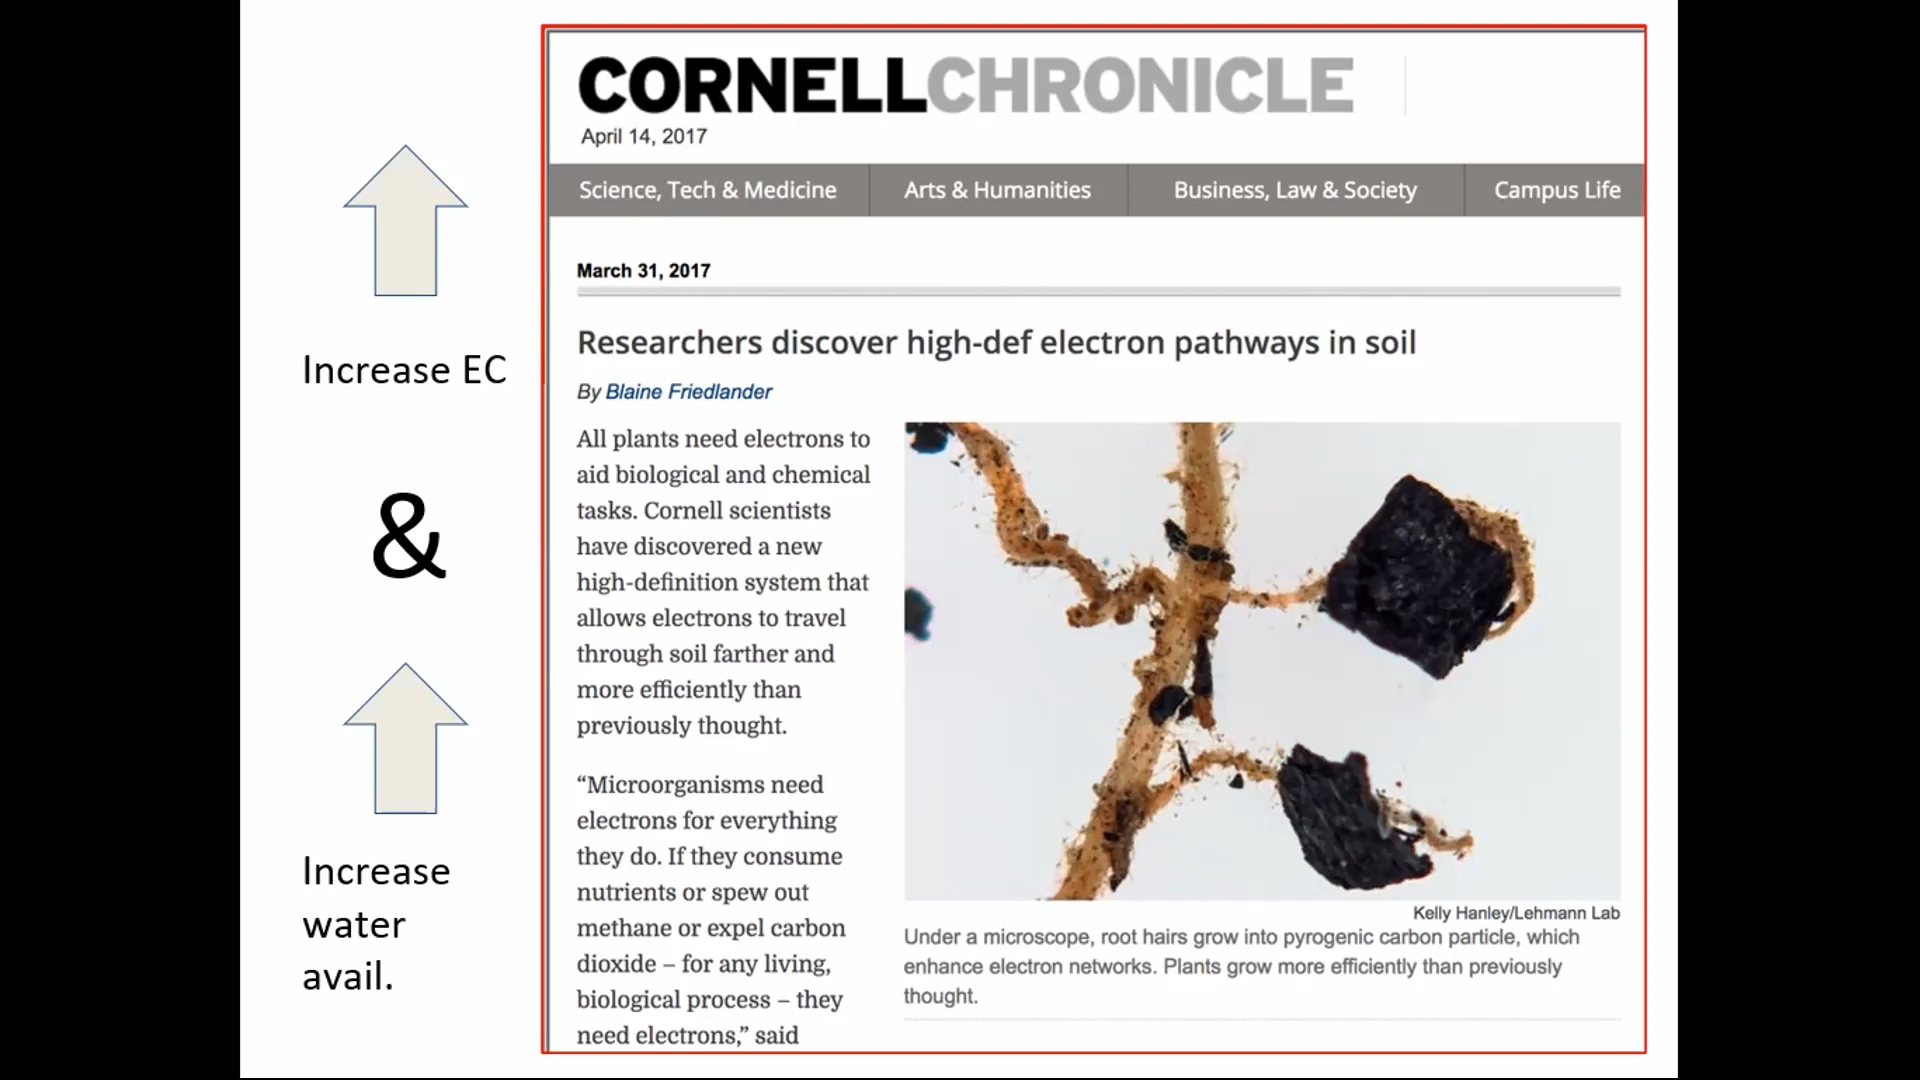 Increase EC
&
Increase
water
avail.
CORNELLCHRONICLE
April 14, 2017
Science, Tech & Medicine
Arts & Humanities
Business, Law & Society
Campus Life
March 31, 2017
Researchers discover high-def electron pathways in soil
By Blaine Friedlander
All plants need electrons to
aid biological and chemical
tasks. Cornell scientists
have discovered a new
high-definition system that
allows electrons to travel
through soil farther and
more efficiently than
previously thought.
“Microorganisms need
electrons for everything
they do. If they consume
nutrients or spew out
methane or expel carbon
dioxide – for any living,
biological process – they
need electrons,” said
Kelly Hanley/Lehmann Lab
Under a microscope, root hairs grow into pyrogenic carbon particle, which
enhance electron networks. Plants grow more efficiently than previously
thought.